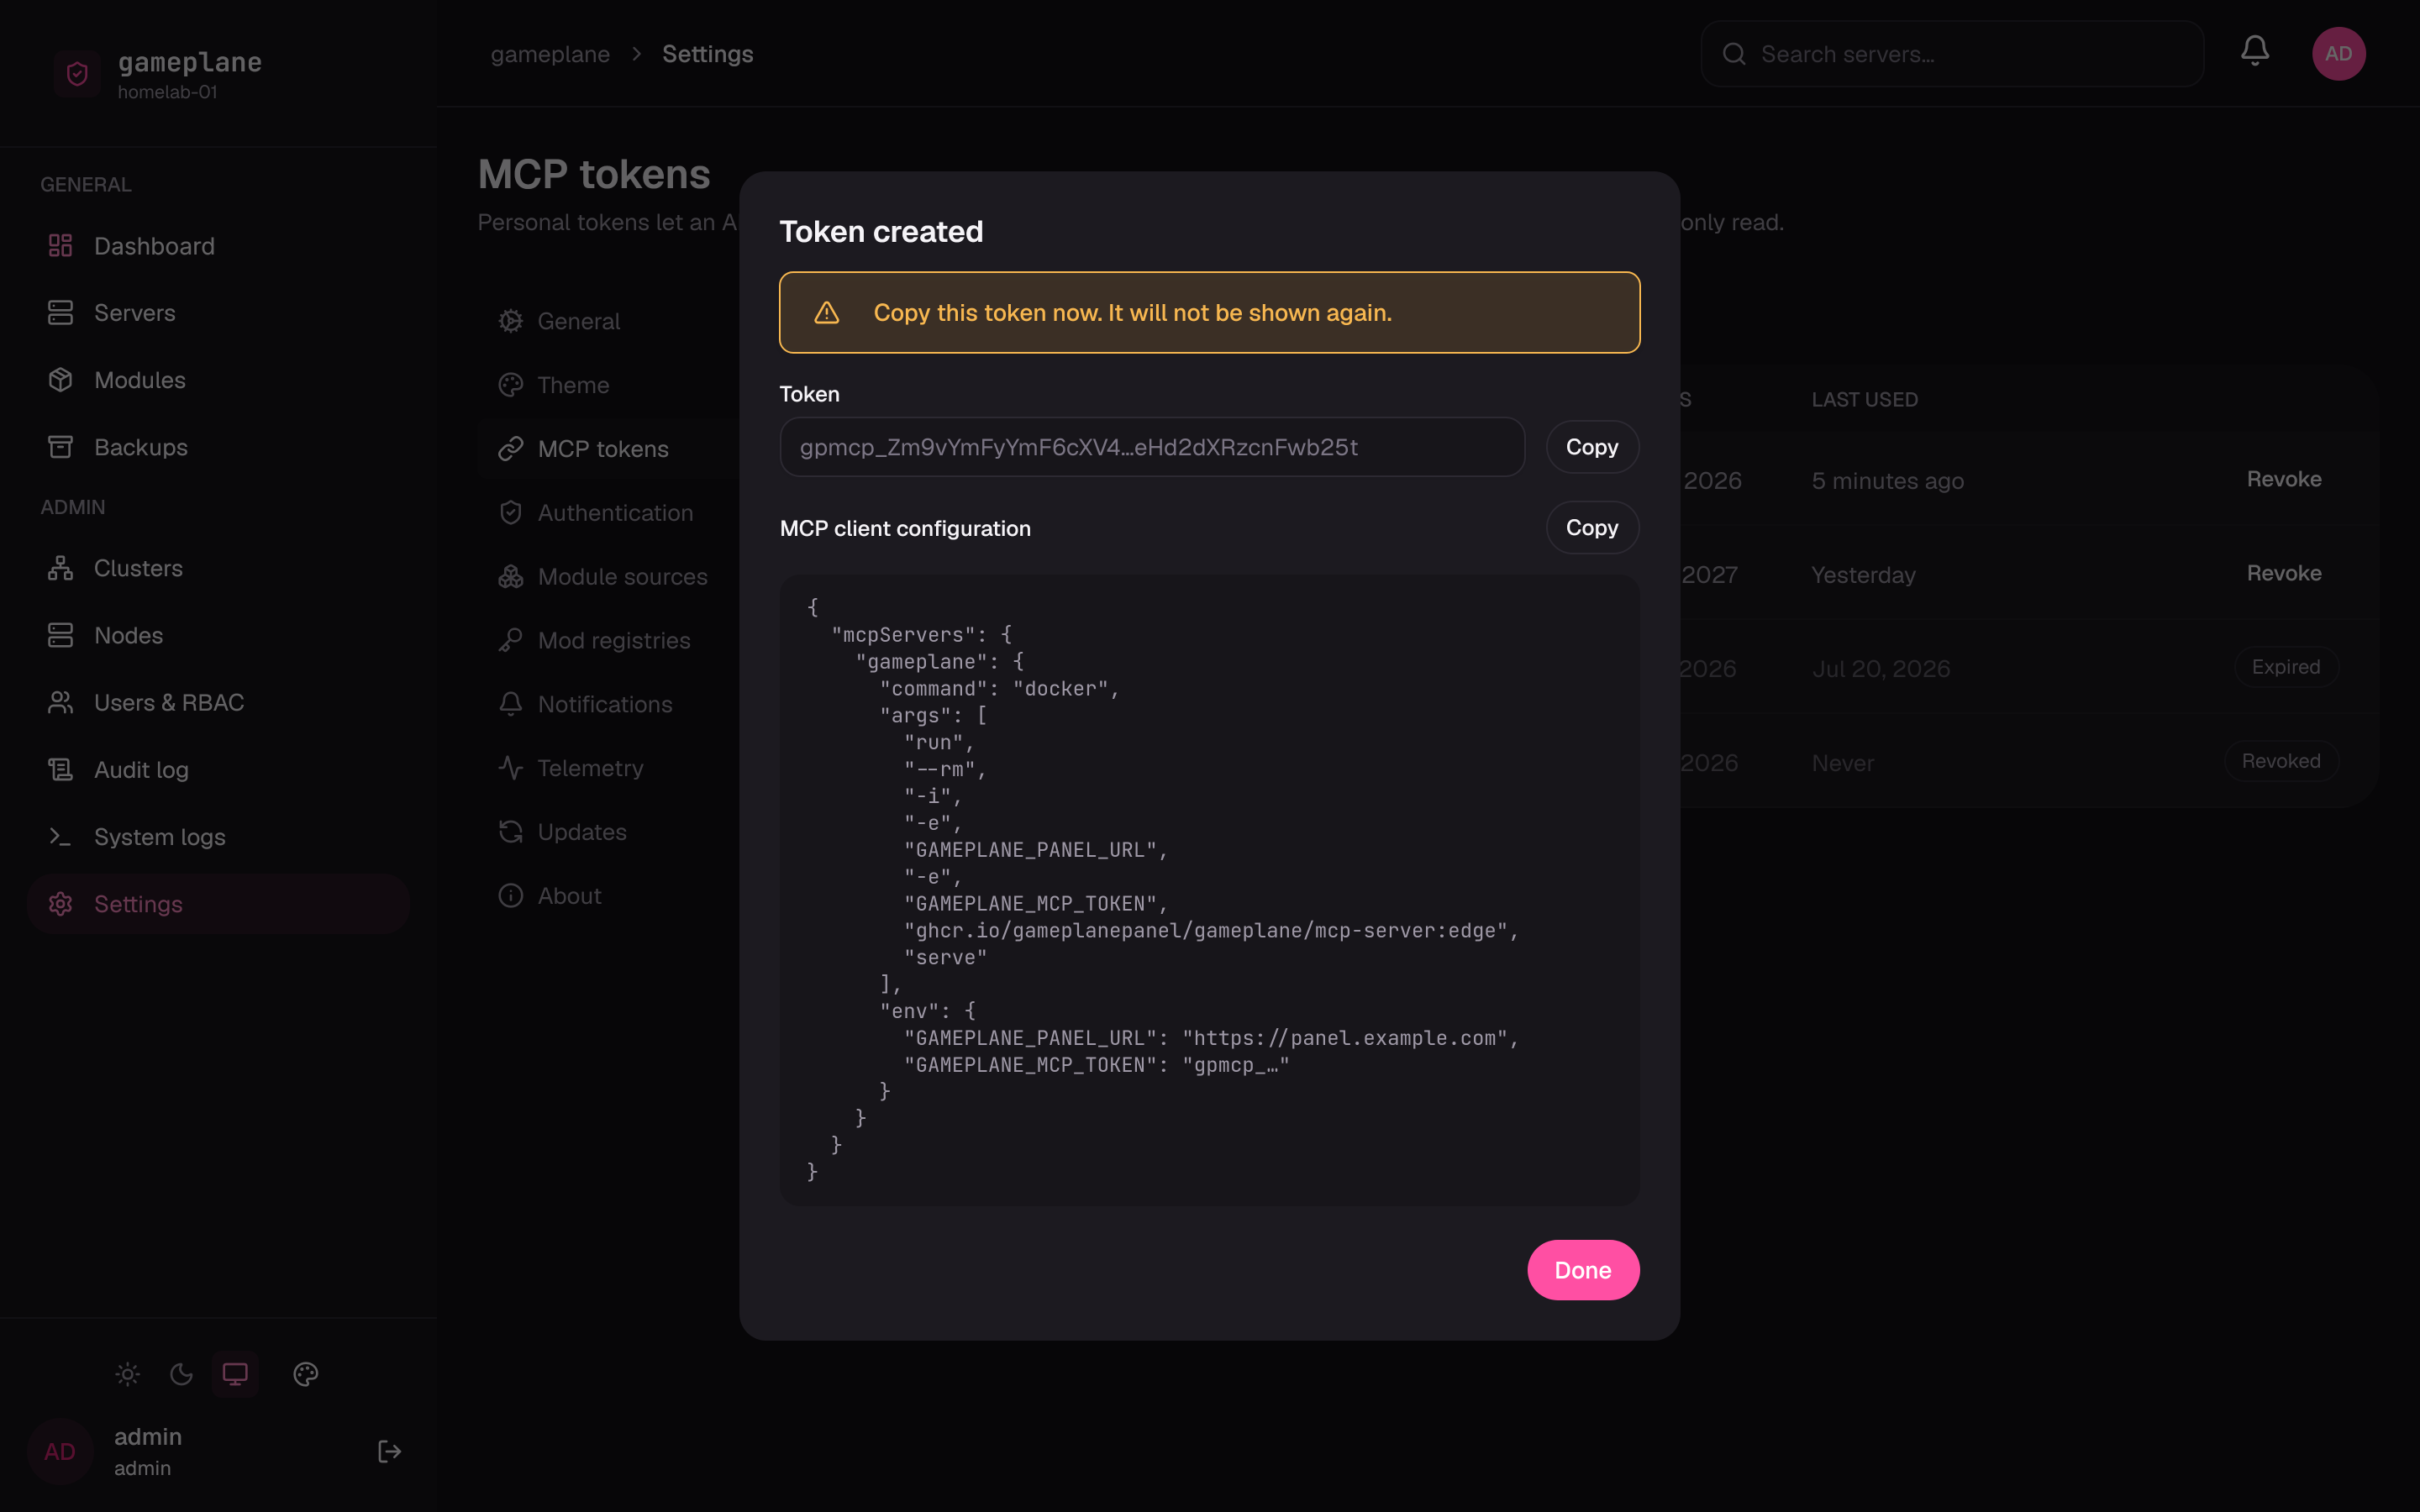 gameplane
homelab-01
GENERAL
Dashboard
Servers
Modules
Backups
ADMIN
Clusters
Nodes
Users & RBAC
Audit log
System logs
Settings
AD
admin
admin
gameplane > Settings
Search servers...
AD
MCP tokens
Personal tokens let an A
only read.
General
Theme
MCP tokens
Authentication
Module sources
Mod registries
Notifications
Telemetry
Updates
About
S LAST USED
2026 5 minutes ago Revoke
2027 Yesterday Revoke
2026 Jul 20, 2026 Expired
2026 Never Revoked
Token created
Copy this token now. It will not be shown again.
Token
gpmcp_Zm9vYmFyYmF6cXV4…eHd2dXRzcnFwb25t Copy
MCP client configuration Copy
{
  "mcpServers": {
    "gameplane": {
      "command": "docker",
      "args": [
        "run",
        "--rm",
        "-i",
        "-e",
        "GAMEPLANE_PANEL_URL",
        "-e",
        "GAMEPLANE_MCP_TOKEN",
        "ghcr.io/gameplanepanel/gameplane/mcp-server:edge",
        "serve"
      ],
      "env": {
        "GAMEPLANE_PANEL_URL": "https://panel.example.com",
        "GAMEPLANE_MCP_TOKEN": "gpmcp_…"
      }
    }
  }
}
Done